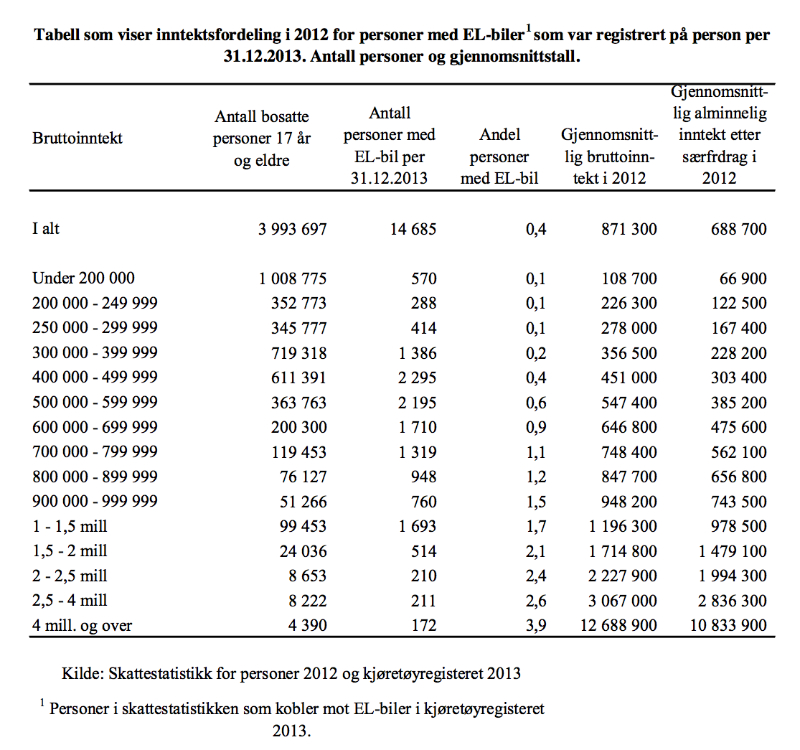 Tabell som viser inntektsfordeling i 2012 for personer med EL-biler¹ som var registrert på person per
31.12.2013. Antall personer og gjennomsnittstall.
Bruttoinntekt
Antall bosatte
personer 17 år
og eldre
Antall
personer med
EL-bil per
31.12.2013
Andel
personer
med EL-bil
Gjennomsnitt-
lig bruttoinn-
tekt i 2012
Gjennomsnitt-
lig alminnelig
inntekt etter
særfrdrag i
2012
I alt 3 993 697 14 685 0,4 871 300 688 700
Under 200 000 1 008 775 570 0,1 108 700 66 900
200 000 - 249 999 352 773 288 0,1 226 300 122 500
250 000 - 299 999 345 777 414 0,1 278 000 167 400
300 000 - 399 999 719 318 1 386 0,2 356 500 228 200
400 000 - 499 999 611 391 2 295 0,4 451 000 303 400
500 000 - 599 999 363 763 2 195 0,6 547 400 385 200
600 000 - 699 999 200 300 1 710 0,9 646 800 475 600
700 000 - 799 999 119 453 1 319 1,1 748 400 562 100
800 000 - 899 999 76 127 948 1,2 847 700 656 800
900 000 - 999 999 51 266 760 1,5 948 200 743 500
1 - 1,5 mill 99 453 1 693 1,7 1 196 300 978 500
1,5 - 2 mill 24 036 514 2,1 1 714 800 1 479 100
2 - 2,5 mill 8 653 210 2,4 2 227 900 1 994 300
2,5 - 4 mill 8 222 211 2,6 3 067 000 2 836 300
4 mill. og over 4 390 172 3,9 12 688 900 10 833 900
Kilde: Skattestatistikk for personer 2012 og kjøretøyregisteret 2013
¹ Personer i skattestatistikken som kobler mot EL-biler i kjøretøyregisteret
2013.